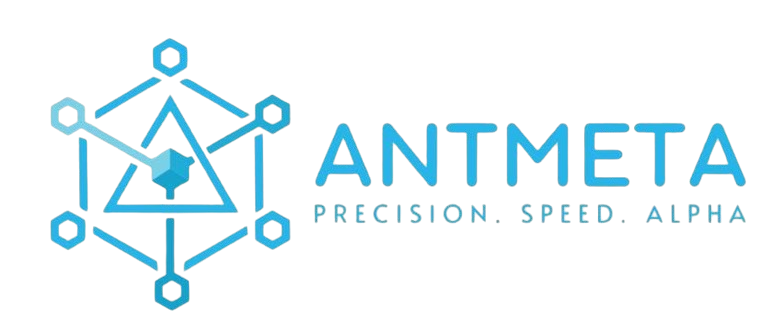 ANTMETA
PRECISION. SPEED. ALPHA